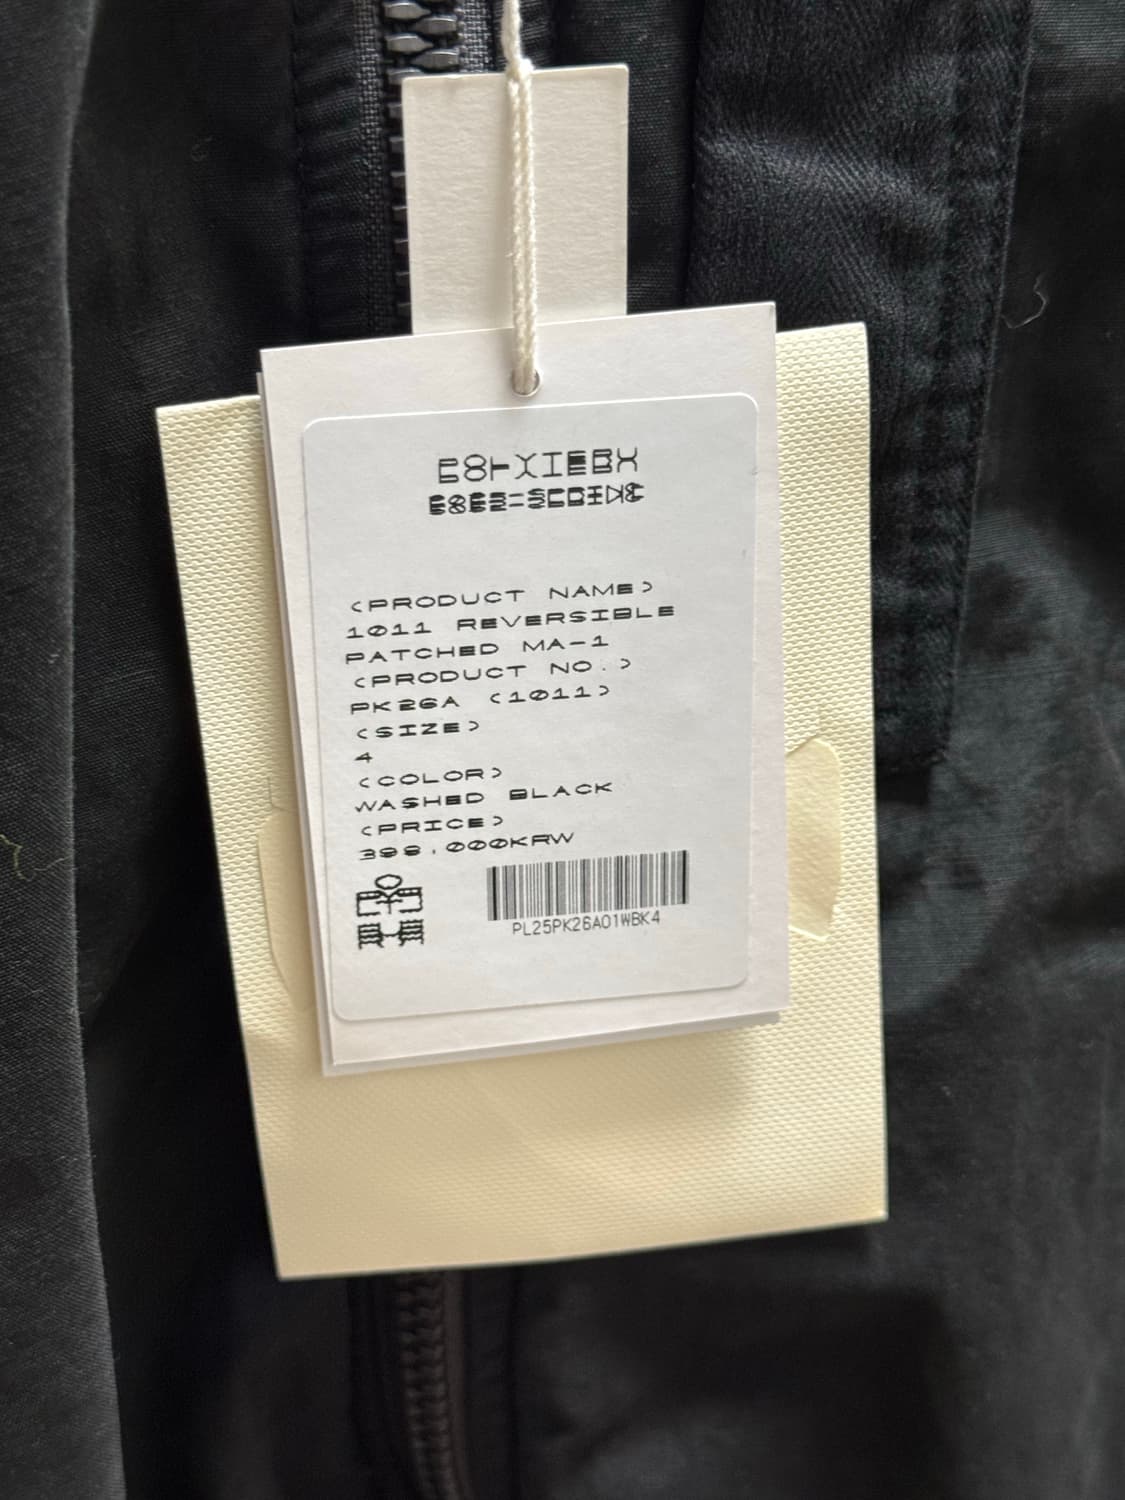 <PRODUCT NAME>
1011 REVERSIBLE
PATCHED MA-1
<PRODUCT NO.>
PK26A <1011>
<SIZE>
4
<COLOR>
WASHED BLACK
<PRICE>
398,000KRW
PL25PK26A01WBK4